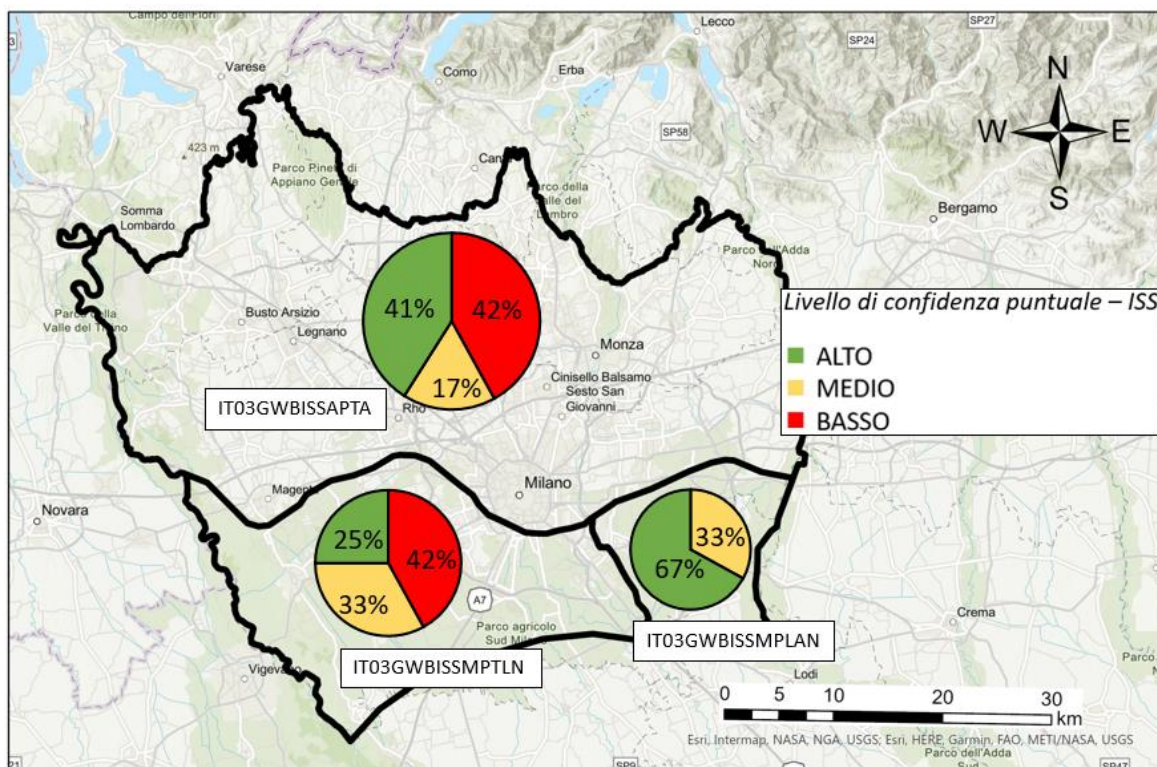 Campo dei Fiori
Lecco
SP27
SP24
Varese
Como
Erba
SP58
N
W E
S
423 m
Parco Pineta di
Appiano Gentile
Parco della
Valle del
Lambro
Somma
Lombardo
Bergamo
Parco dell'Adda
Nord
Parco della
Valle del Ticino
Busto Arsizio
Legnano
41%
42%
17%
Monza
Cinisello Balsamo
Sesto San
Giovanni
Livello di confidenza puntuale – ISS
ALTO
MEDIO
BASSO
IT03GWBISSAPTA
Rho
Magenta
Milano
Novara
25%
42%
33%
33%
67%
A7
Parco agricolo
Sud
Crema
IT03GWBISSMPTLN
IT03GWBISSMPLAN
Vigevano
Lodi
0 5 10 20 30
km
Esri, Intermap, NASA, NGA, USGS; Esri, HERE, Garmin, FAO, METI/NASA, USGS
Parco dell'Adda
Sud
SP9
SP47